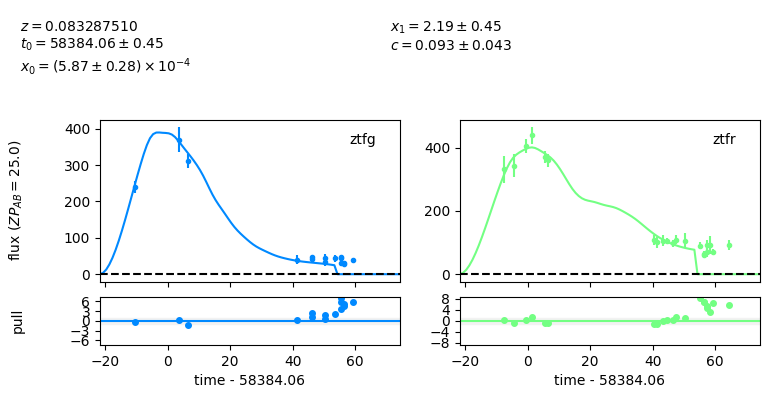 z = 0.083287510
t₀ = 58384.06 ± 0.45
x₀ = (5.87 ± 0.28) × 10⁻⁴
x₁ = 2.19 ± 0.45
c = 0.093 ± 0.043
flux (ZP_AB = 25.0)
400
300
200
100
0
ztfg
400
200
0
ztfr
pull
6
3
0
−3
−6
−20
0
20
40
60
time - 58384.06
8
4
0
−4
−8
−20
0
20
40
60
time - 58384.06